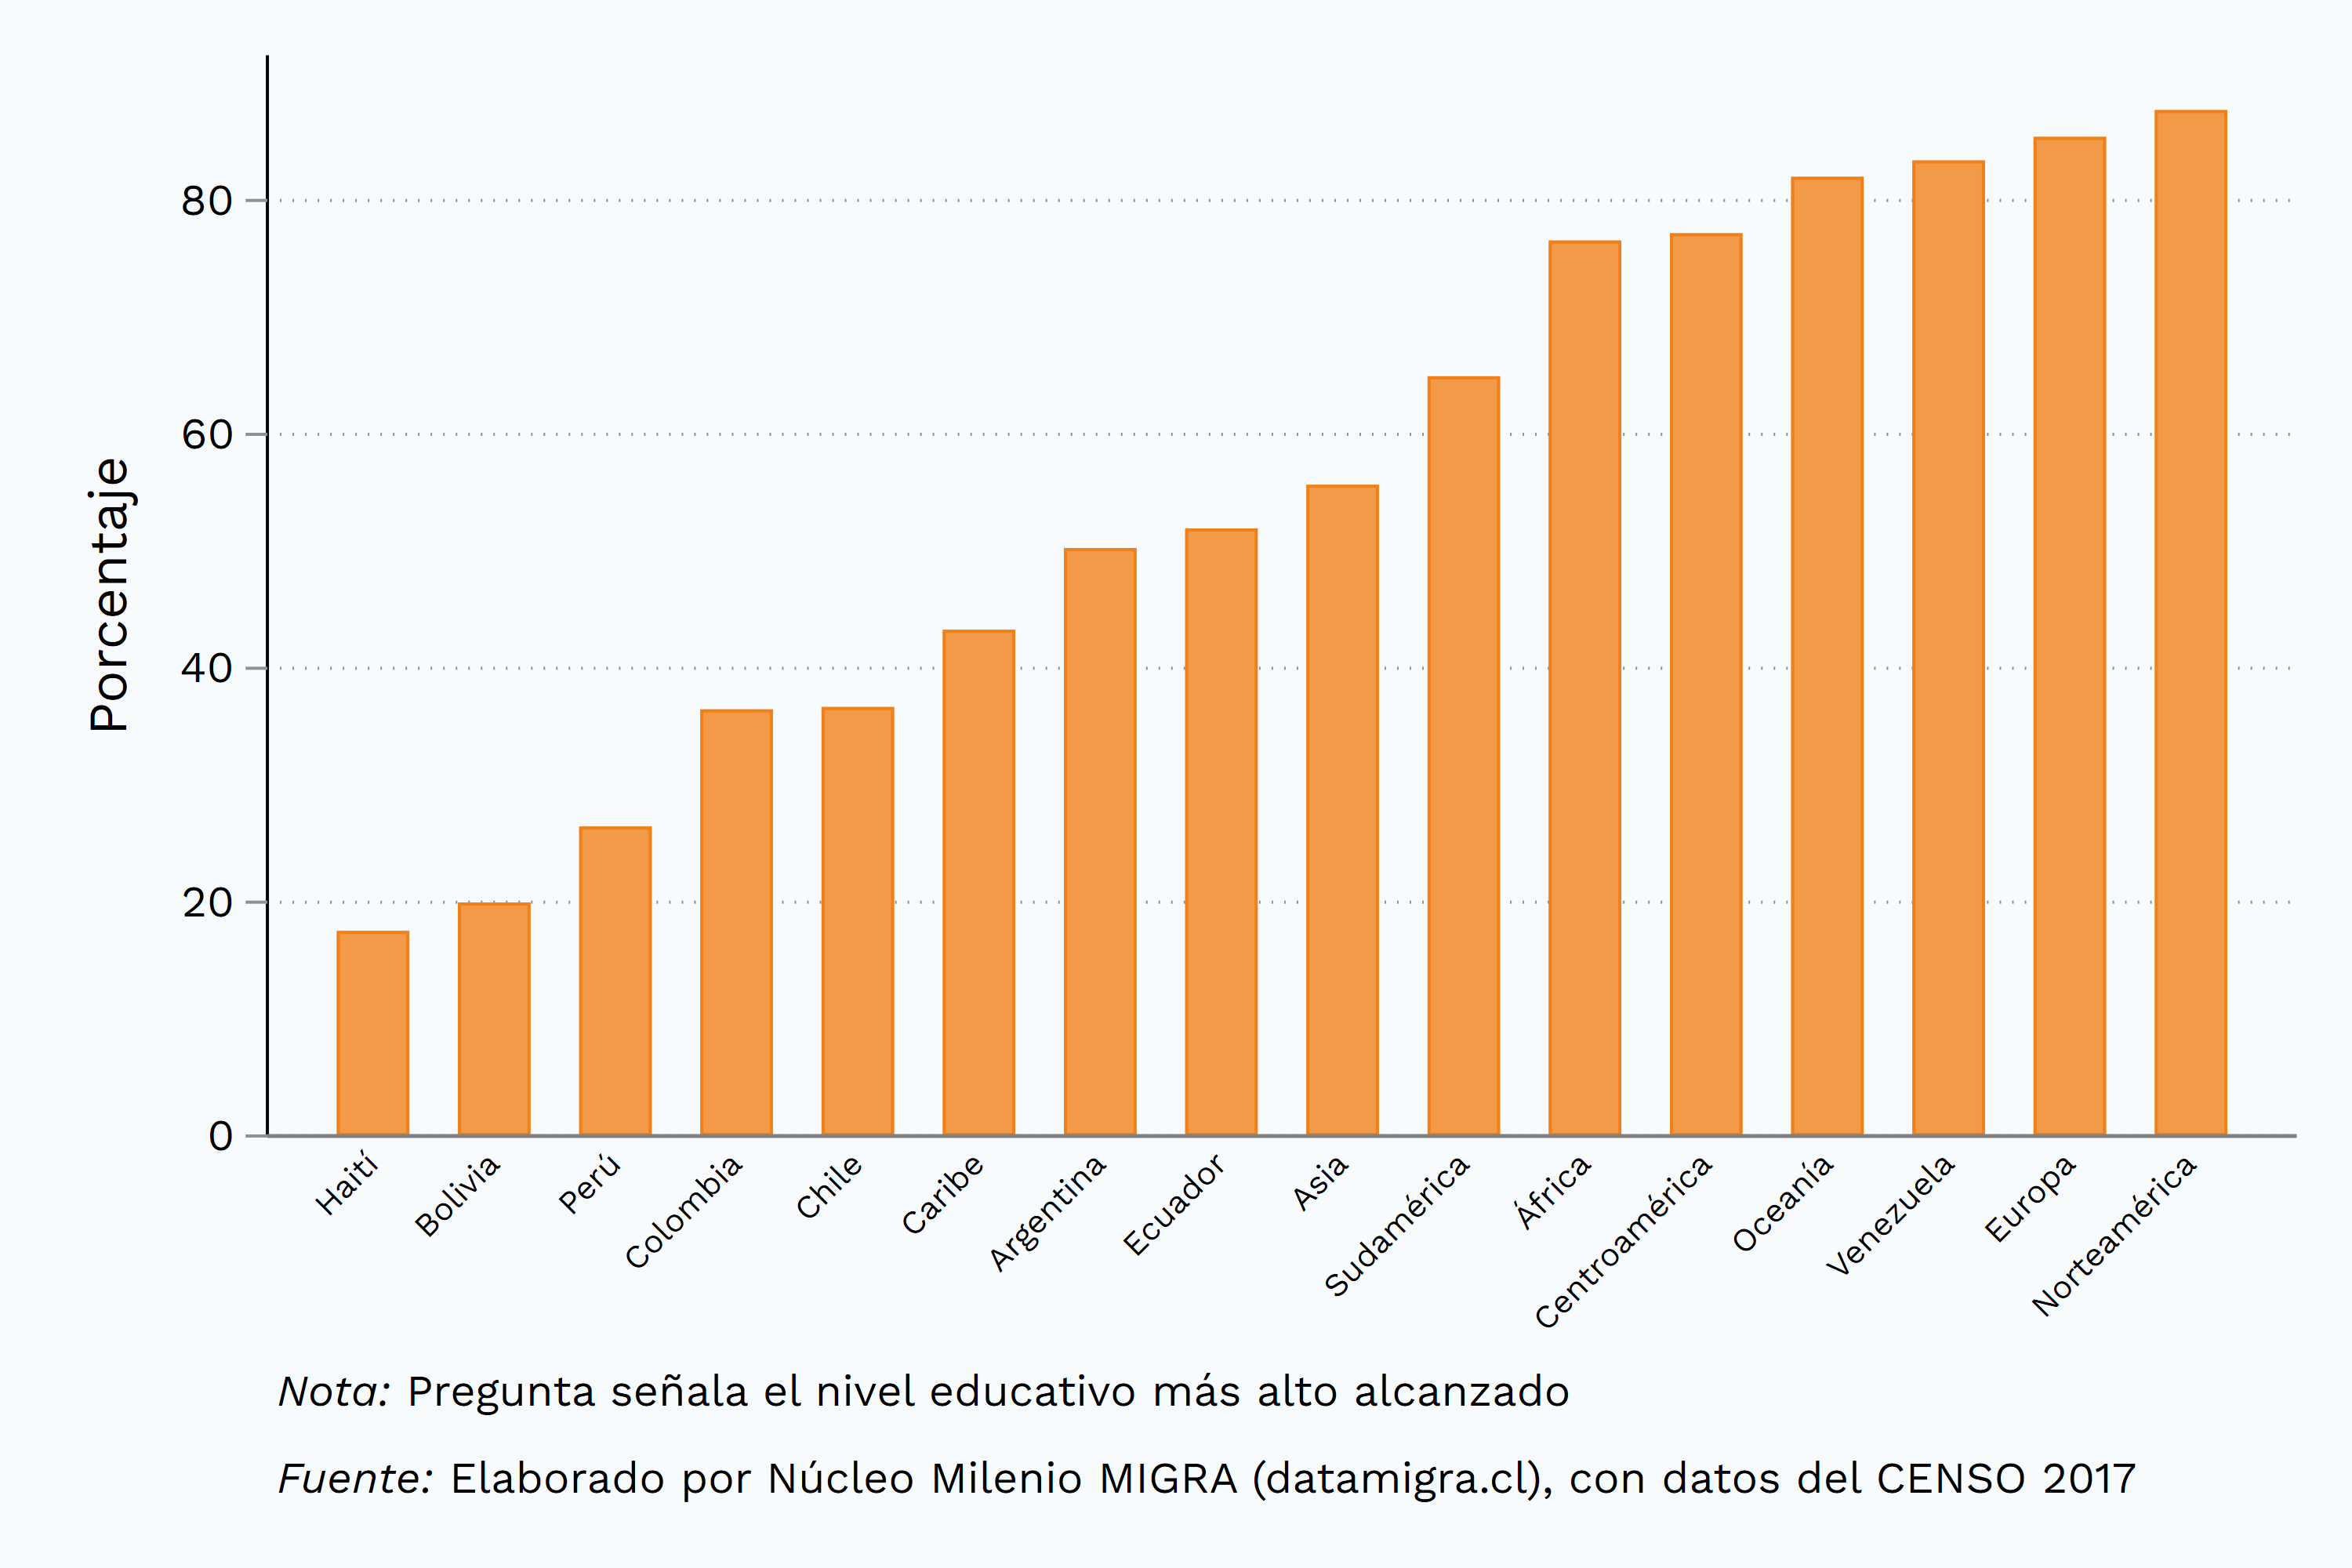 Porcentaje
80
60
40
20
0
Haití
Bolivia
Perú
Colombia
Chile
Caribe
Argentina
Ecuador
Asia
Sudamérica
África
Centroamérica
Oceanía
Venezuela
Europa
Norteamérica
Nota: Pregunta señala el nivel educativo más alto alcanzado
Fuente: Elaborado por Núcleo Milenio MIGRA (datamigra.cl), con datos del CENSO 2017